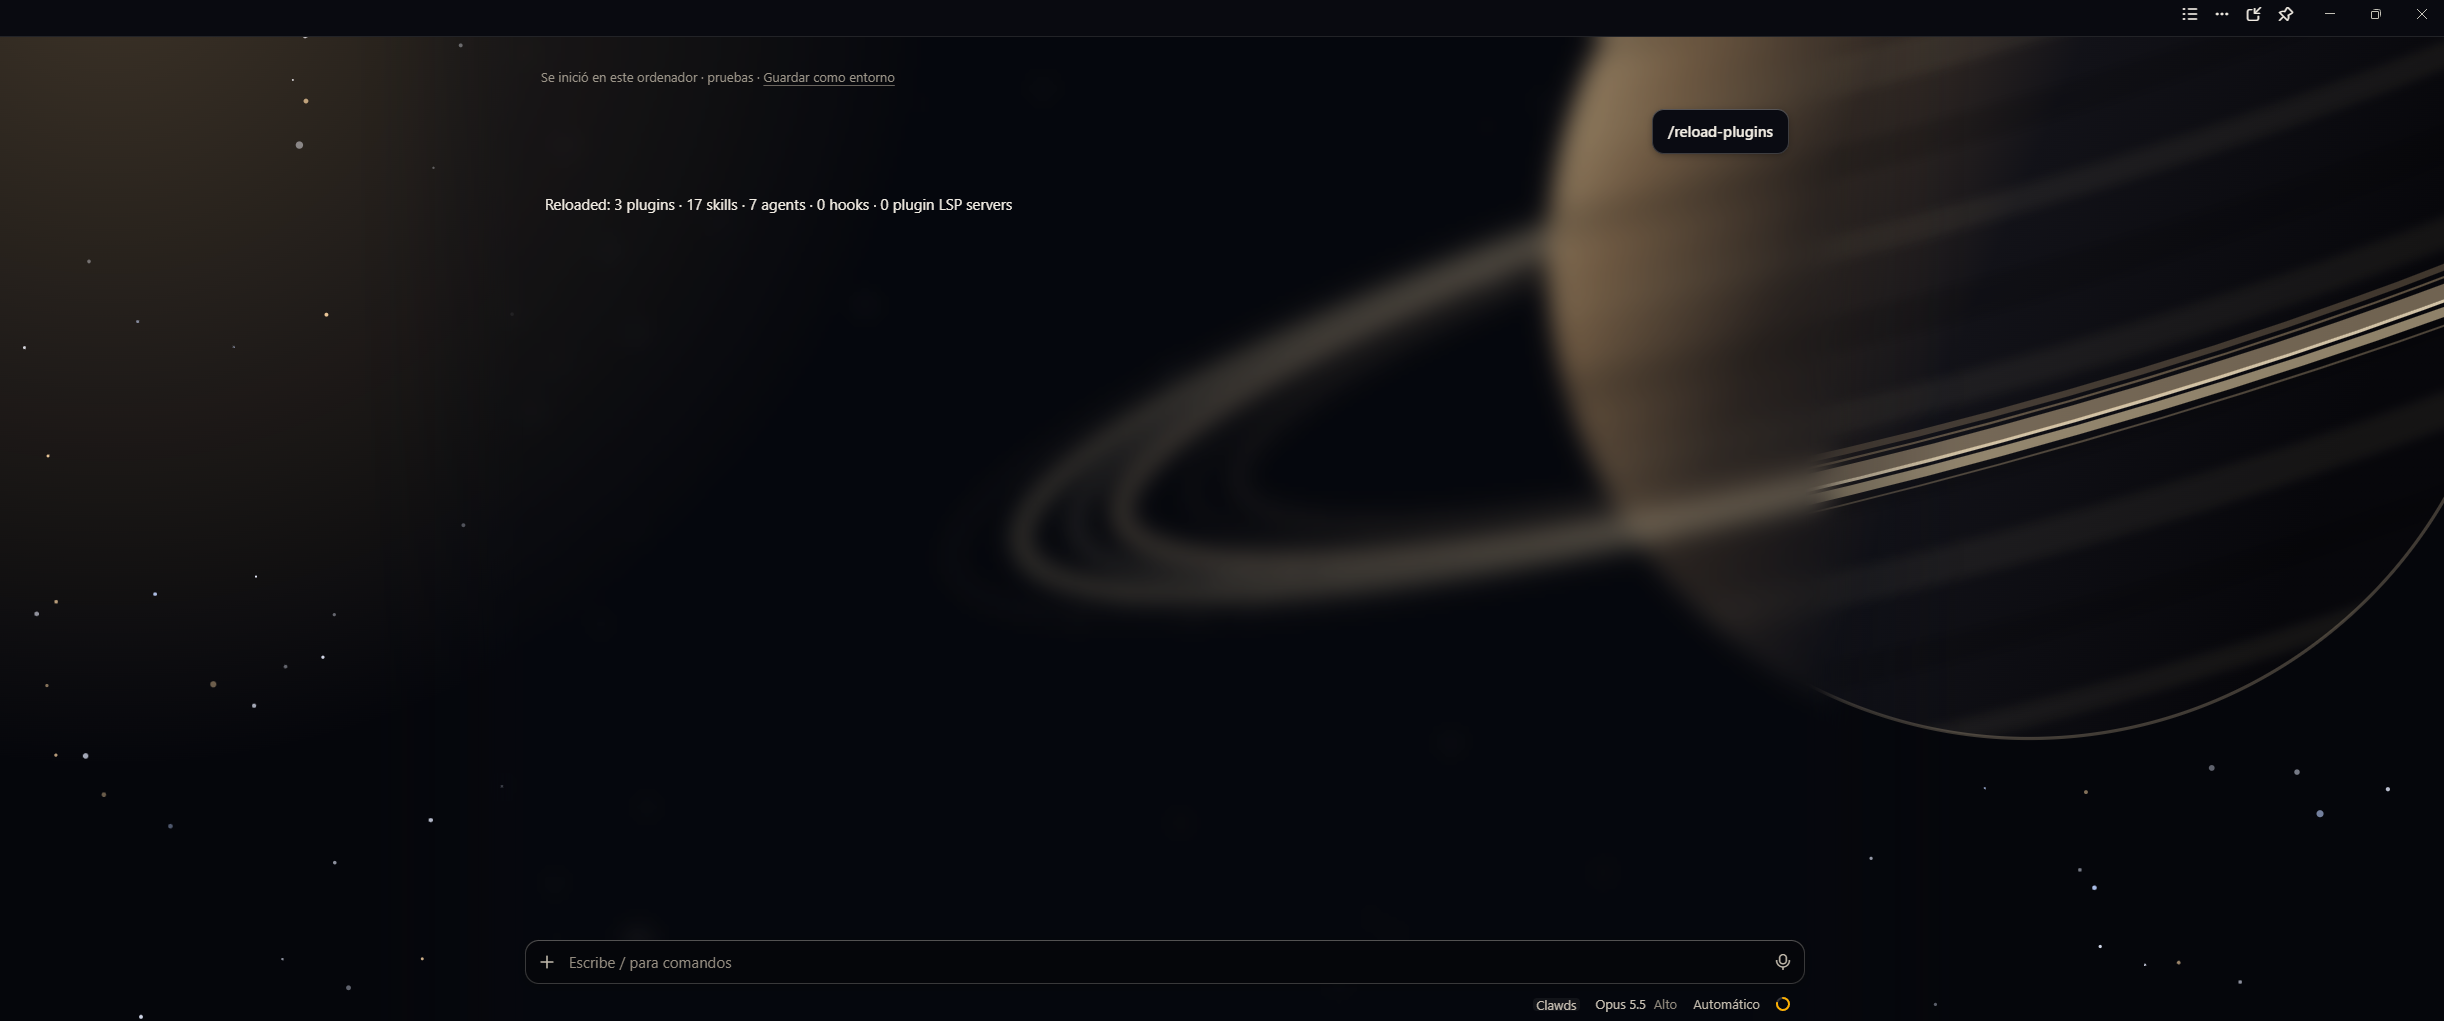 Se inició en este ordenador · pruebas · Guardar como entorno
/reload-plugins
Reloaded: 3 plugins · 17 skills · 7 agents · 0 hooks · 0 plugin LSP servers
Escribe / para comandos
Clawds Opus 5.5 Alto Automático